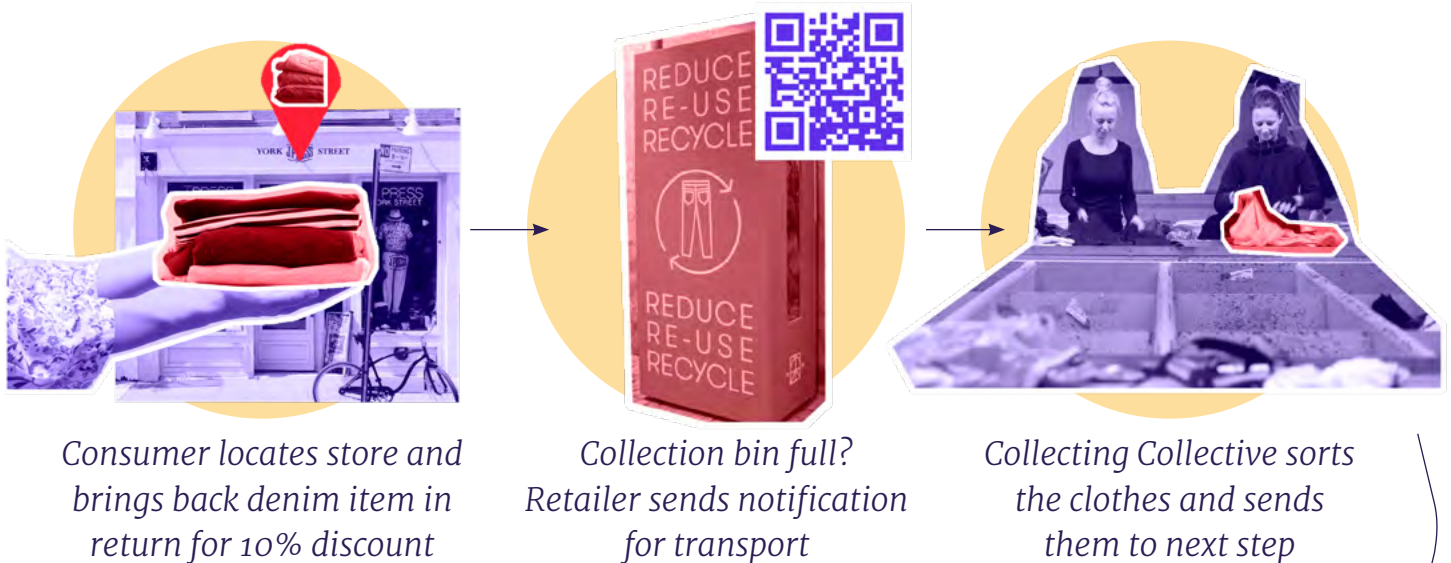 YORK STREET
PRESS
YORK STREET
REDUCE
RE-USE
RECYCLE
REDUCE
RE-USE
RECYCLE
Consumer locates store and
brings back denim item in
return for 10% discount
Collection bin full?
Retailer sends notification
for transport
Collecting Collective sorts
the clothes and sends
them to next step